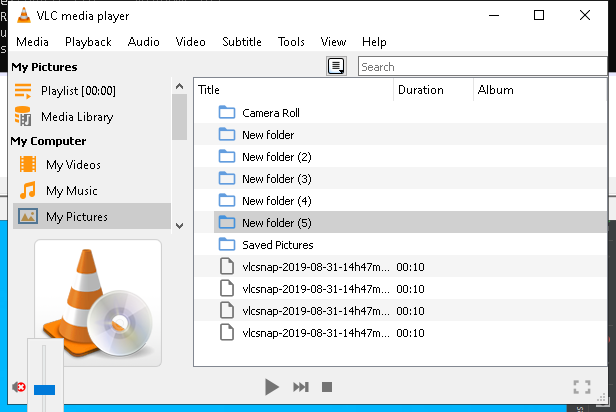 VLC media player
Media Playback Audio Video Subtitle Tools View Help
My Pictures
Search
Playlist [00:00]
Media Library
My Computer
My Videos
My Music
My Pictures
Title Duration Album
Camera Roll
New folder
New folder (2)
New folder (3)
New folder (4)
New folder (5)
Saved Pictures
vlcsnap-2019-08-31-14h47m... 00:10
vlcsnap-2019-08-31-14h47m... 00:10
vlcsnap-2019-08-31-14h47m... 00:10
vlcsnap-2019-08-31-14h47m... 00:10